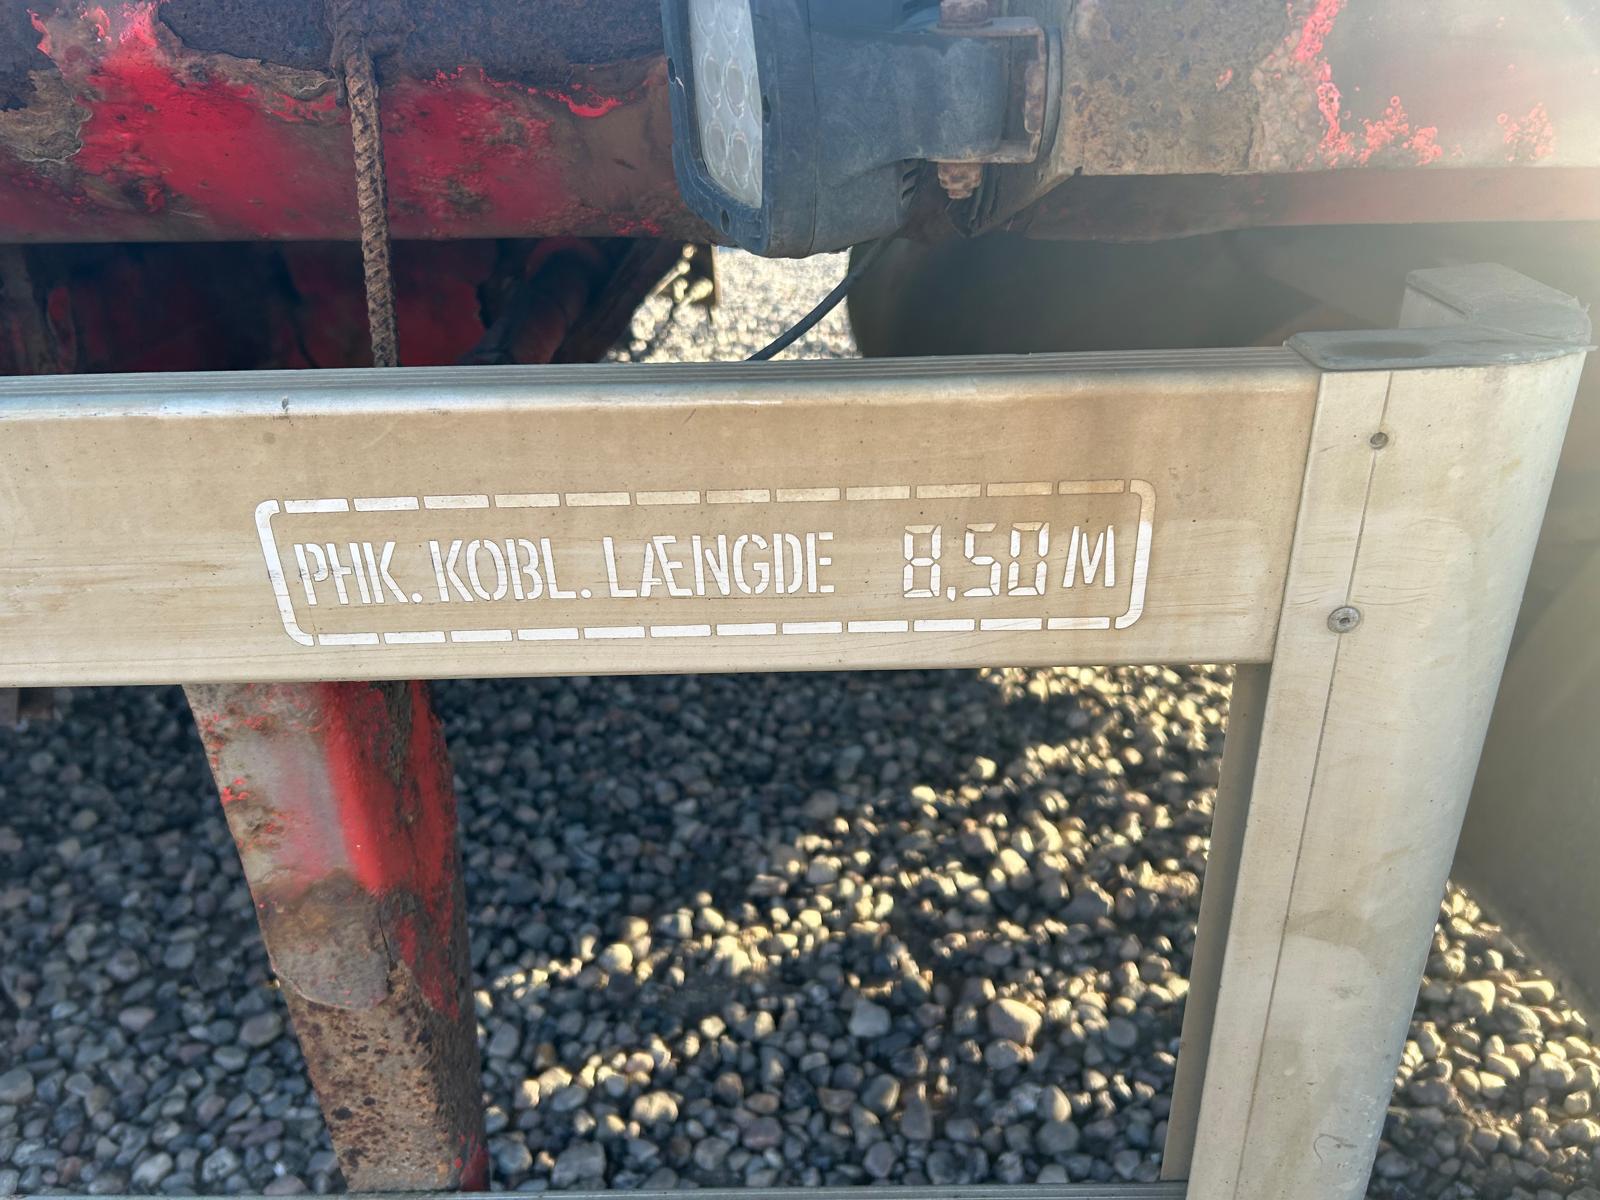 PHK. KOBL. LÆNGDE 8,50 M